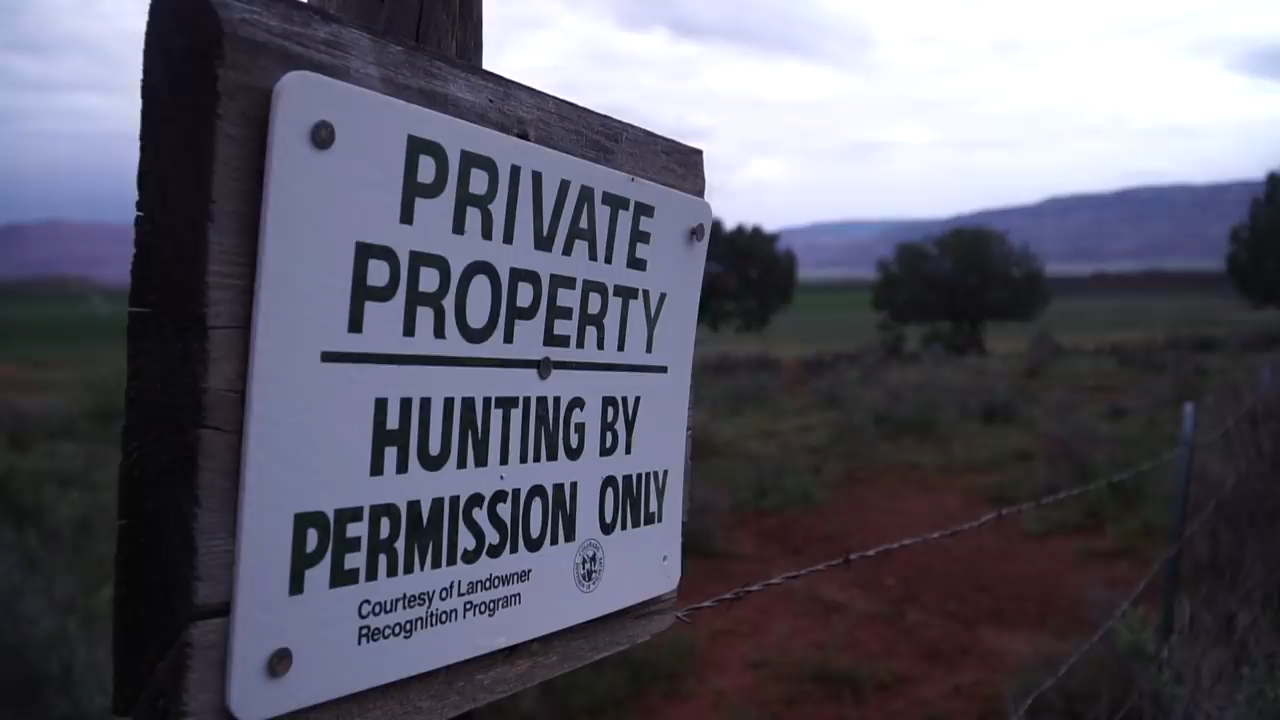 PRIVATE
PROPERTY
HUNTING BY
PERMISSION ONLY
Courtesy of Landowner
Recognition Program